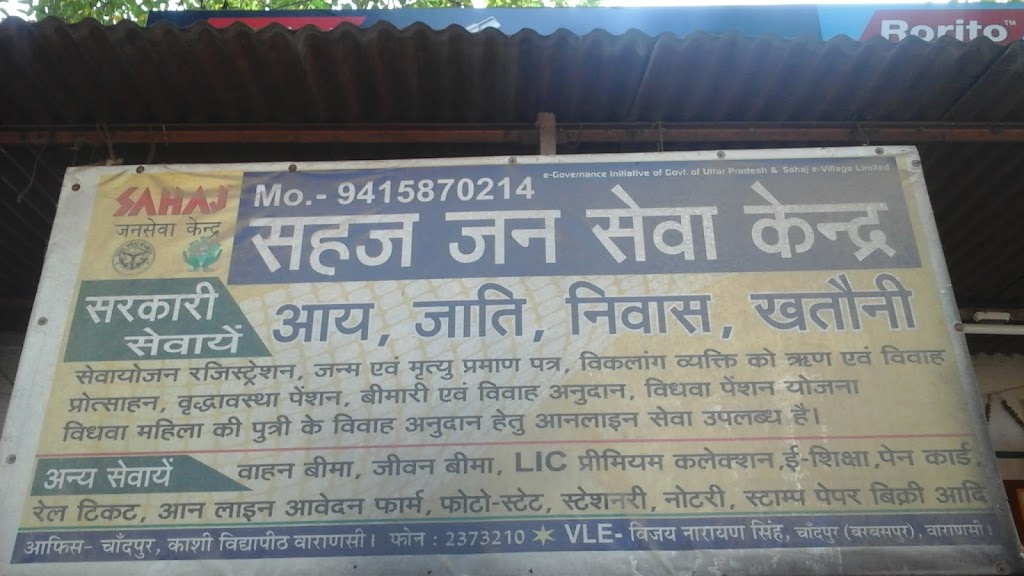 Rorito™
e-Governance Initiative of Govt. of Uttar Pradesh & Sahaj e-Village Limited
SAHAJ
जनसेवा केन्द्र
Mo.- 9415870214
सहज जन सेवा केन्द्र
सरकारी
सेवायें
आय, जाति, निवास, खतौनी
सेवायोजन रजिस्ट्रेशन, जन्म एवं मृत्यु प्रमाण पत्र, विकलांग व्यक्ति को ऋण एवं विवाह
प्रोत्साहन, वृद्धावस्था पेंशन, बीमारी एवं विवाह अनुदान, विधवा पेंशन योजना
विधवा महिला की पुत्री के विवाह अनुदान हेतु आनलाइन सेवा उपलब्ध है।
अन्य सेवायें
वाहन बीमा, जीवन बीमा, LIC प्रीमियम कलेक्शन,ई-शिक्षा,पेन कार्ड,
रेल टिकट, आन लाइन आवेदन फार्म, फोटो-स्टेट, स्टेशनरी, नोटरी, स्टाम्प पेपर बिक्री आदि
आफिस- चाँदपुर, काशी विद्यापीठ वाराणसी। फोन : 2373210 ✶ VLE- विजय नारायण सिंह, चाँदपुर (बरबसपुर), वाराणसी।